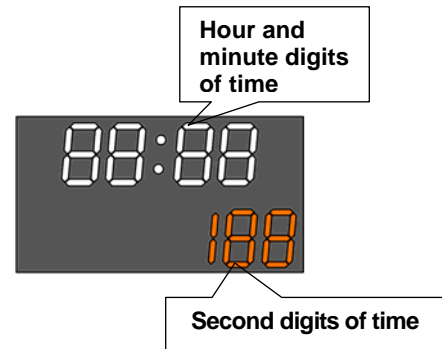 Hour and
minute digits
of time
88:88
188
Second digits of time